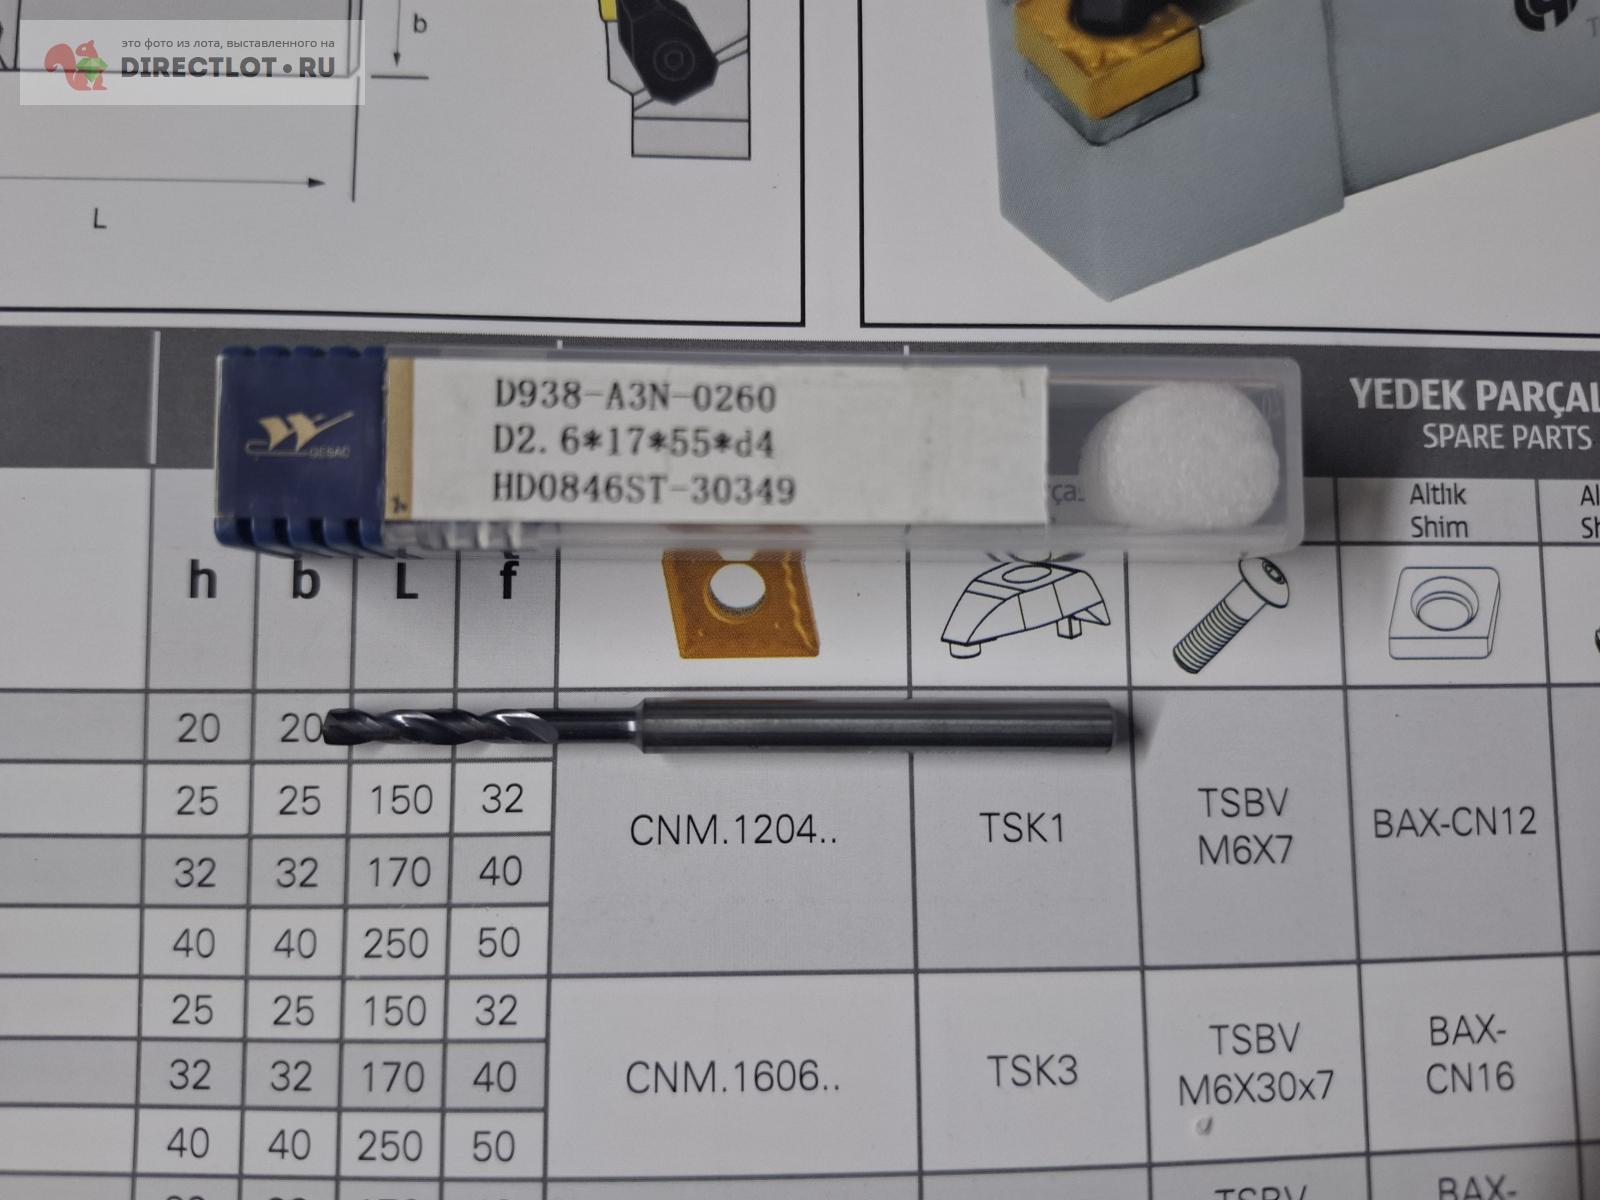 это фото из лота, выставленного на
DIRECTLOT.RU
b
L
D938-A3N-0260
D2.6*17*55*d4
HD0846ST-30349
GESAC
YEDEK PARÇAL
SPARE PARTS
Altlık
Shim
h b L f
20 20
25 25 150 32
32 32 170 40
40 40 250 50
CNM.1204.. TSK1 TSBV M6X7 BAX-CN12
25 25 150 32
32 32 170 40
40 40 250 50
CNM.1606.. TSK3 TSBV M6X30x7 BAX-CN16
TSBV BAX-